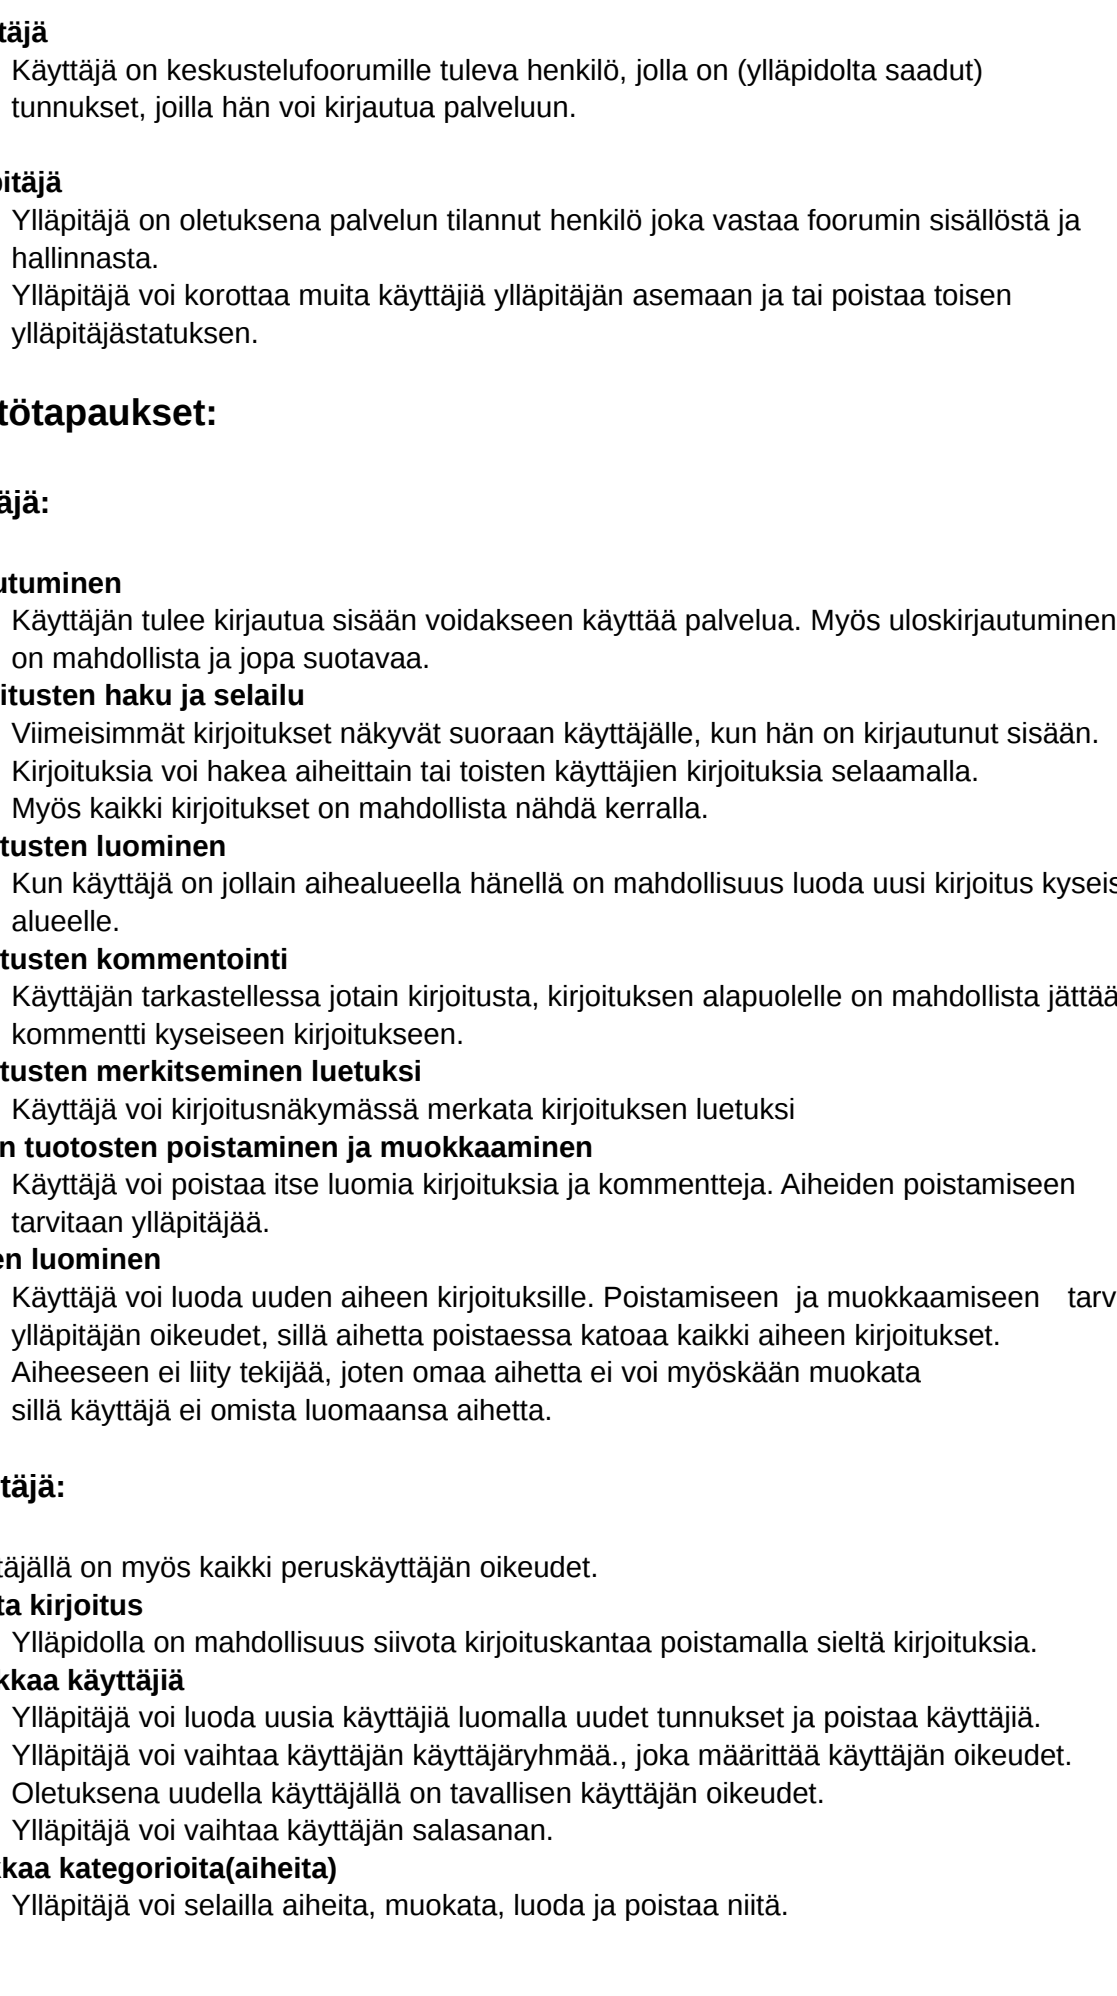 täjä
Käyttäjä on keskustelufoorumille tuleva henkilö, jolla on (ylläpidolta saadut)
tunnukset, joilla hän voi kirjautua palveluun.
pitäjä
Ylläpitäjä on oletuksena palvelun tilannut henkilö joka vastaa foorumin sisällöstä ja
hallinnasta.
Ylläpitäjä voi korottaa muita käyttäjiä ylläpitäjän asemaan ja tai poistaa toisen
ylläpitäjästatuksen.
tötapaukset:
äjä:
utuminen
Käyttäjän tulee kirjautua sisään voidakseen käyttää palvelua. Myös uloskirjautuminen
on mahdollista ja jopa suotavaa.
itusten haku ja selailu
Viimeisimmät kirjoitukset näkyvät suoraan käyttäjälle, kun hän on kirjautunut sisään.
Kirjoituksia voi hakea aiheittain tai toisten käyttäjien kirjoituksia selaamalla.
Myös kaikki kirjoitukset on mahdollista nähdä kerralla.
tusten luominen
Kun käyttäjä on jollain aihealueella hänellä on mahdollisuus luoda uusi kirjoitus kyseis
alueelle.
tusten kommentointi
Käyttäjän tarkastellessa jotain kirjoitusta, kirjoituksen alapuolelle on mahdollista jättää
kommentti kyseiseen kirjoitukseen.
tusten merkitseminen luetuksi
Käyttäjä voi kirjoitusnäkymässä merkata kirjoituksen luetuksi
n tuotosten poistaminen ja muokkaaminen
Käyttäjä voi poistaa itse luomia kirjoituksia ja kommentteja. Aiheiden poistamiseen
tarvitaan ylläpitäjää.
en luominen
Käyttäjä voi luoda uuden aiheen kirjoituksille. Poistamiseen ja muokkaamiseen tarv
ylläpitäjän oikeudet, sillä aihetta poistaessa katoaa kaikki aiheen kirjoitukset.
Aiheeseen ei liity tekijää, joten omaa aihetta ei voi myöskään muokata
sillä käyttäjä ei omista luomaansa aihetta.
täjä:
täjällä on myös kaikki peruskäyttäjän oikeudet.
ta kirjoitus
Ylläpidolla on mahdollisuus siivota kirjoituskantaa poistamalla sieltä kirjoituksia.
kkaa käyttäjiä
Ylläpitäjä voi luoda uusia käyttäjiä luomalla uudet tunnukset ja poistaa käyttäjiä.
Ylläpitäjä voi vaihtaa käyttäjän käyttäjäryhmää., joka määrittää käyttäjän oikeudet.
Oletuksena uudella käyttäjällä on tavallisen käyttäjän oikeudet.
Ylläpitäjä voi vaihtaa käyttäjän salasanan.
kkaa kategorioita(aiheita)
Ylläpitäjä voi selailla aiheita, muokata, luoda ja poistaa niitä.